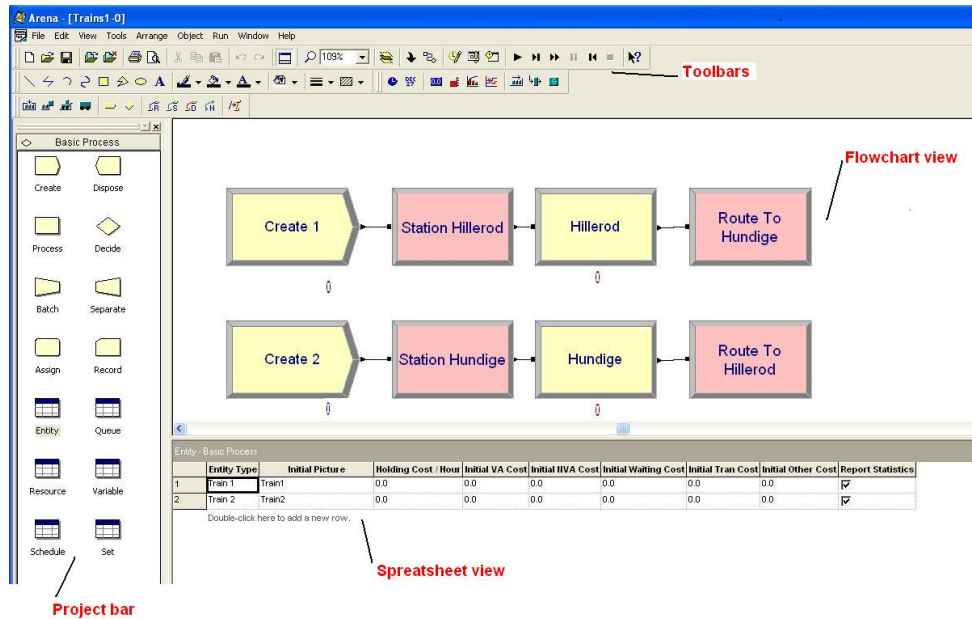 Arena - [Trains1-0]
File Edit View Tools Arrange Object Run Window Help
109%
Toolbars
Basic Process
Create Dispose
Process Decide
Batch Separate
Assign Record
Entity Queue
Resource Variable
Schedule Set
Project bar
Flowchart view
Create 1 Station Hillerod Hillerod Route To
Hundige
0 0
Create 2 Station Hundige Hundige Route To
Hillerod
0 0
Entity - Basic Process
Entity Type Initial Picture Holding Cost / Hour Initial VA Cost Initial NVA Cost Initial Waiting Cost Initial Tran Cost Initial Other Cost Report Statistics
1 Train 1 Train1 0.0 0.0 0.0 0.0 0.0 0.0
2 Train 2 Train2 0.0 0.0 0.0 0.0 0.0 0.0
Double-click here to add a new row.
Spreatsheet view